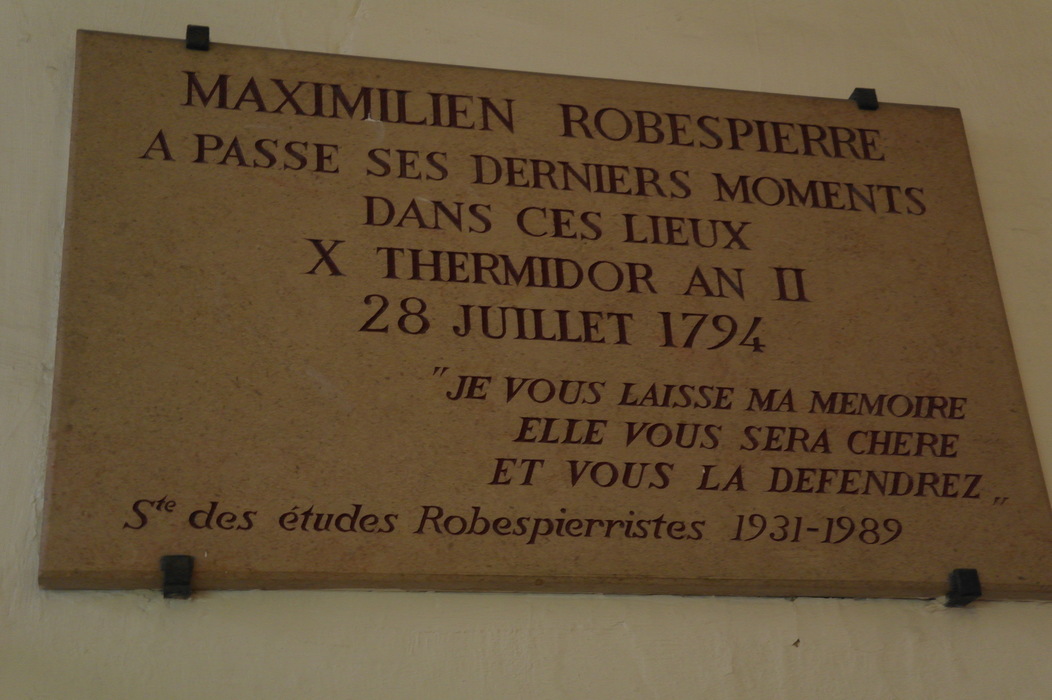 MAXIMILIEN ROBESPIERRE
A PASSE SES DERNIERS MOMENTS
DANS CES LIEUX
X THERMIDOR AN II
28 JUILLET 1794
"JE VOUS LAISSE MA MEMOIRE
ELLE VOUS SERA CHERE
ET VOUS LA DEFENDREZ„
Ste des études Robespierristes 1931-1989